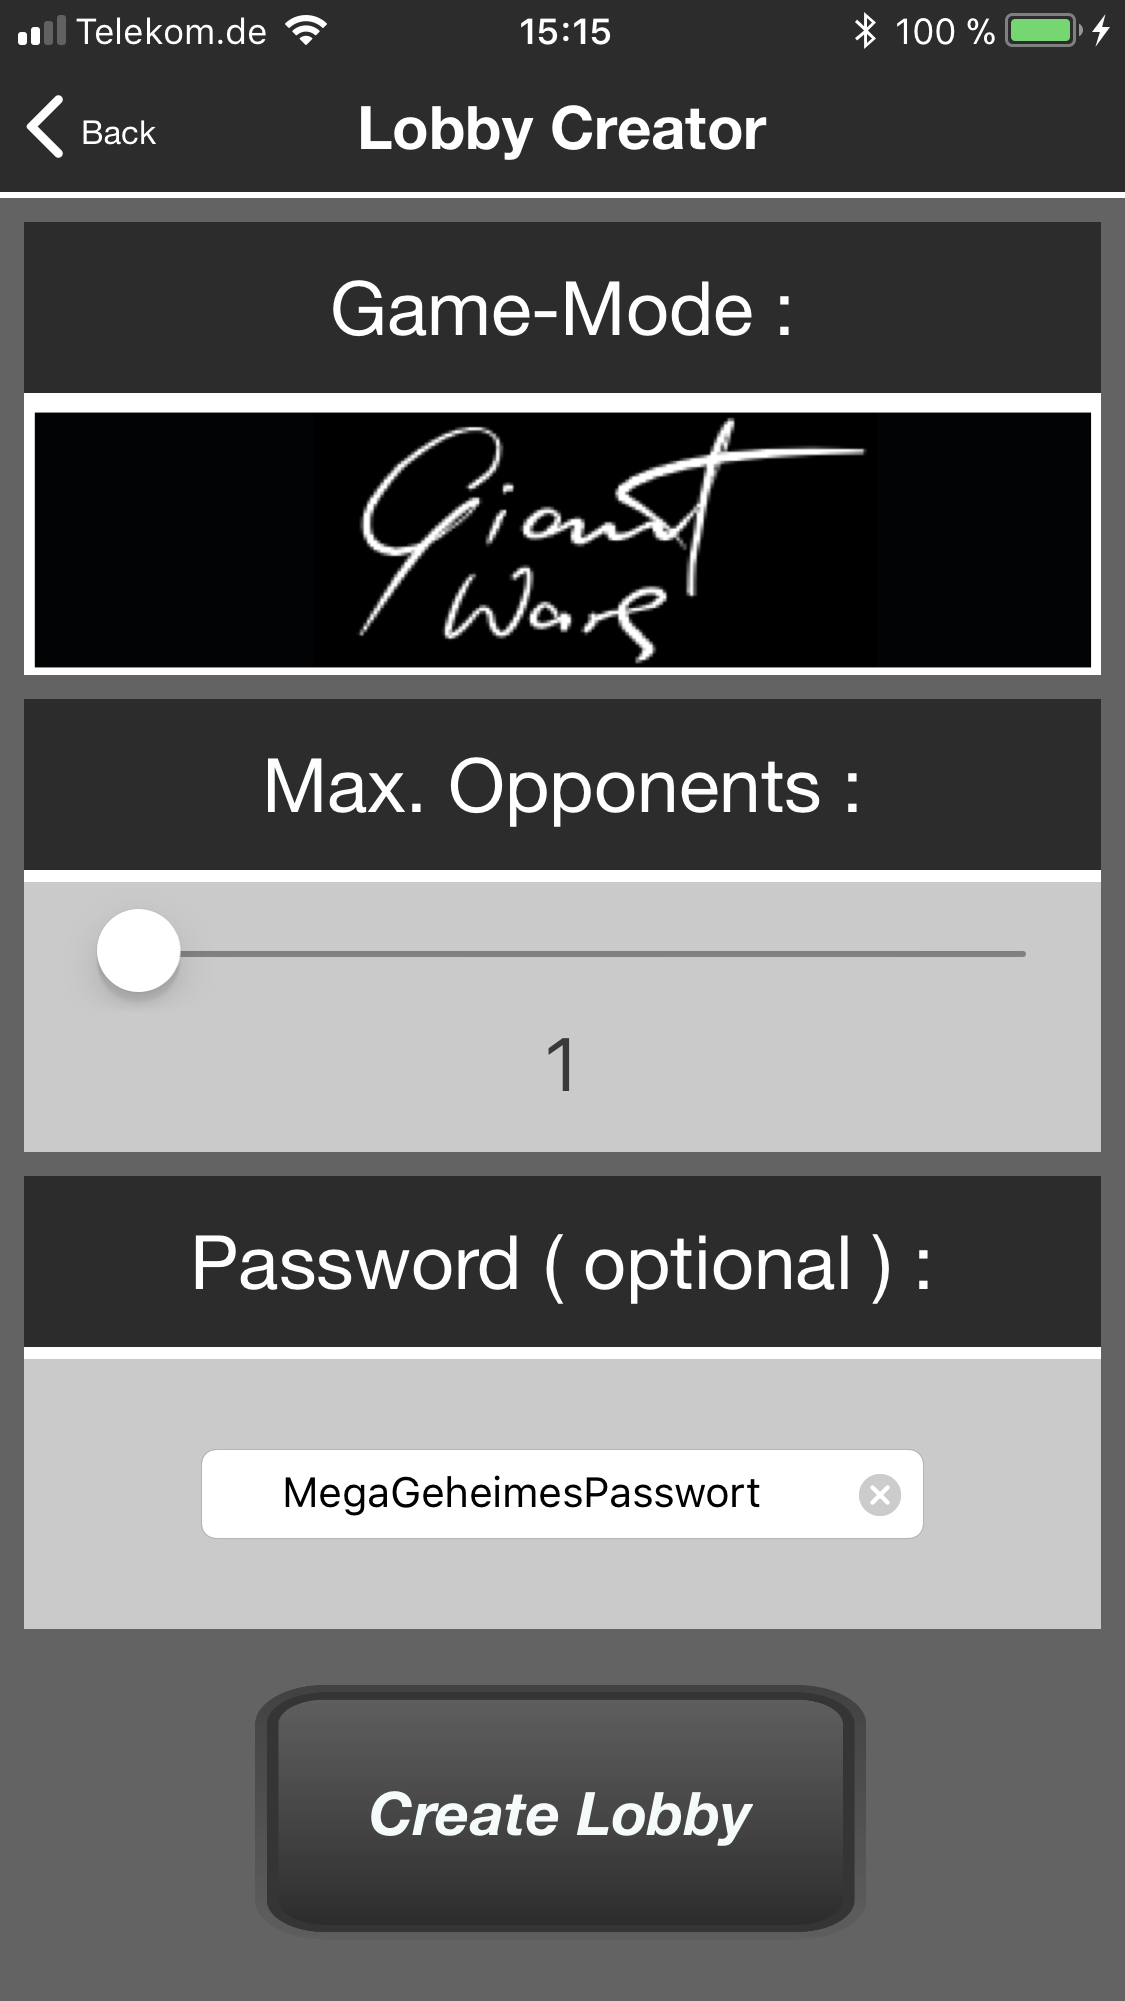 Telekom.de 15:15 100 %
Back Lobby Creator
Game-Mode :
Giant
Wars
Max. Opponents :
1
Password ( optional ) :
MegaGeheimesPasswort
Create Lobby